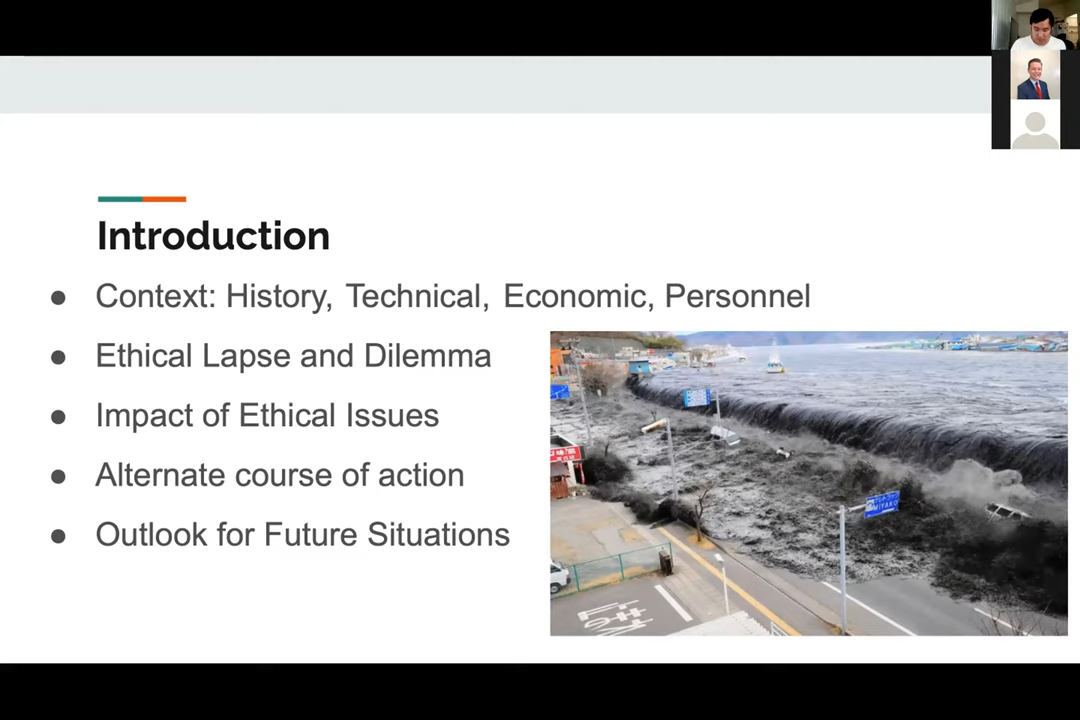 Introduction
● Context: History, Technical, Economic, Personnel
● Ethical Lapse and Dilemma
● Impact of Ethical Issues
● Alternate course of action
● Outlook for Future Situations